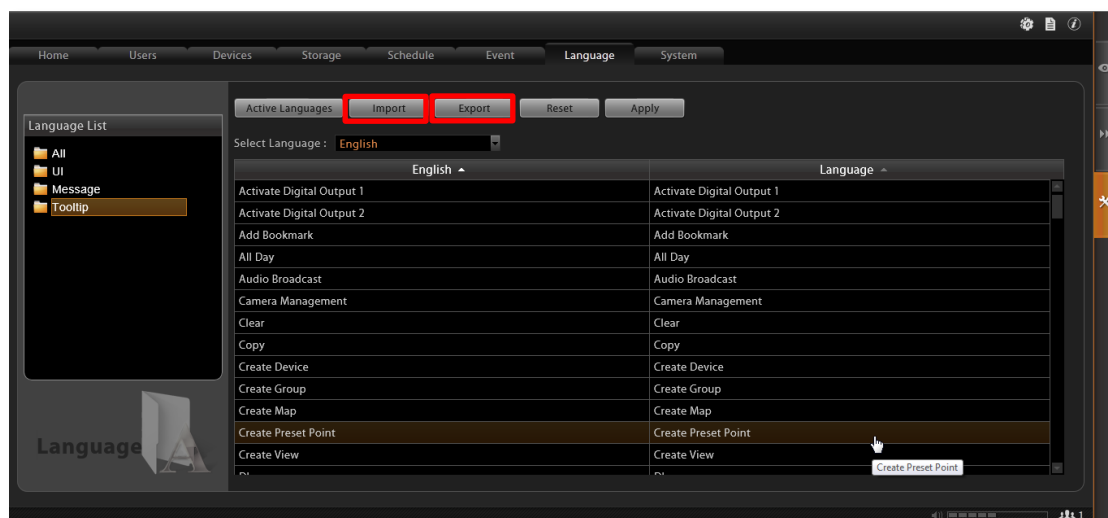 Home Users Devices Storage Schedule Event Language System
Active Languages Import Export Reset Apply
Language List
Select Language : English
All
UI
Message
Tooltip
English Language
Activate Digital Output 1 Activate Digital Output 1
Activate Digital Output 2 Activate Digital Output 2
Add Bookmark Add Bookmark
All Day All Day
Audio Broadcast Audio Broadcast
Camera Management Camera Management
Clear Clear
Copy Copy
Create Device Create Device
Create Group Create Group
Create Map Create Map
Create Preset Point Create Preset Point
Create View Create View
Create Preset Point
Language
1